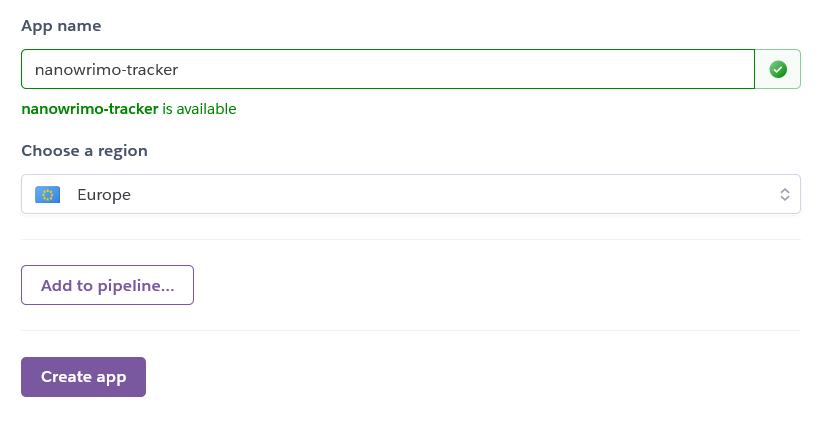 App name
nanowrimo-tracker
nanowrimo-tracker is available
Choose a region
Europe
Add to pipeline...
Create app